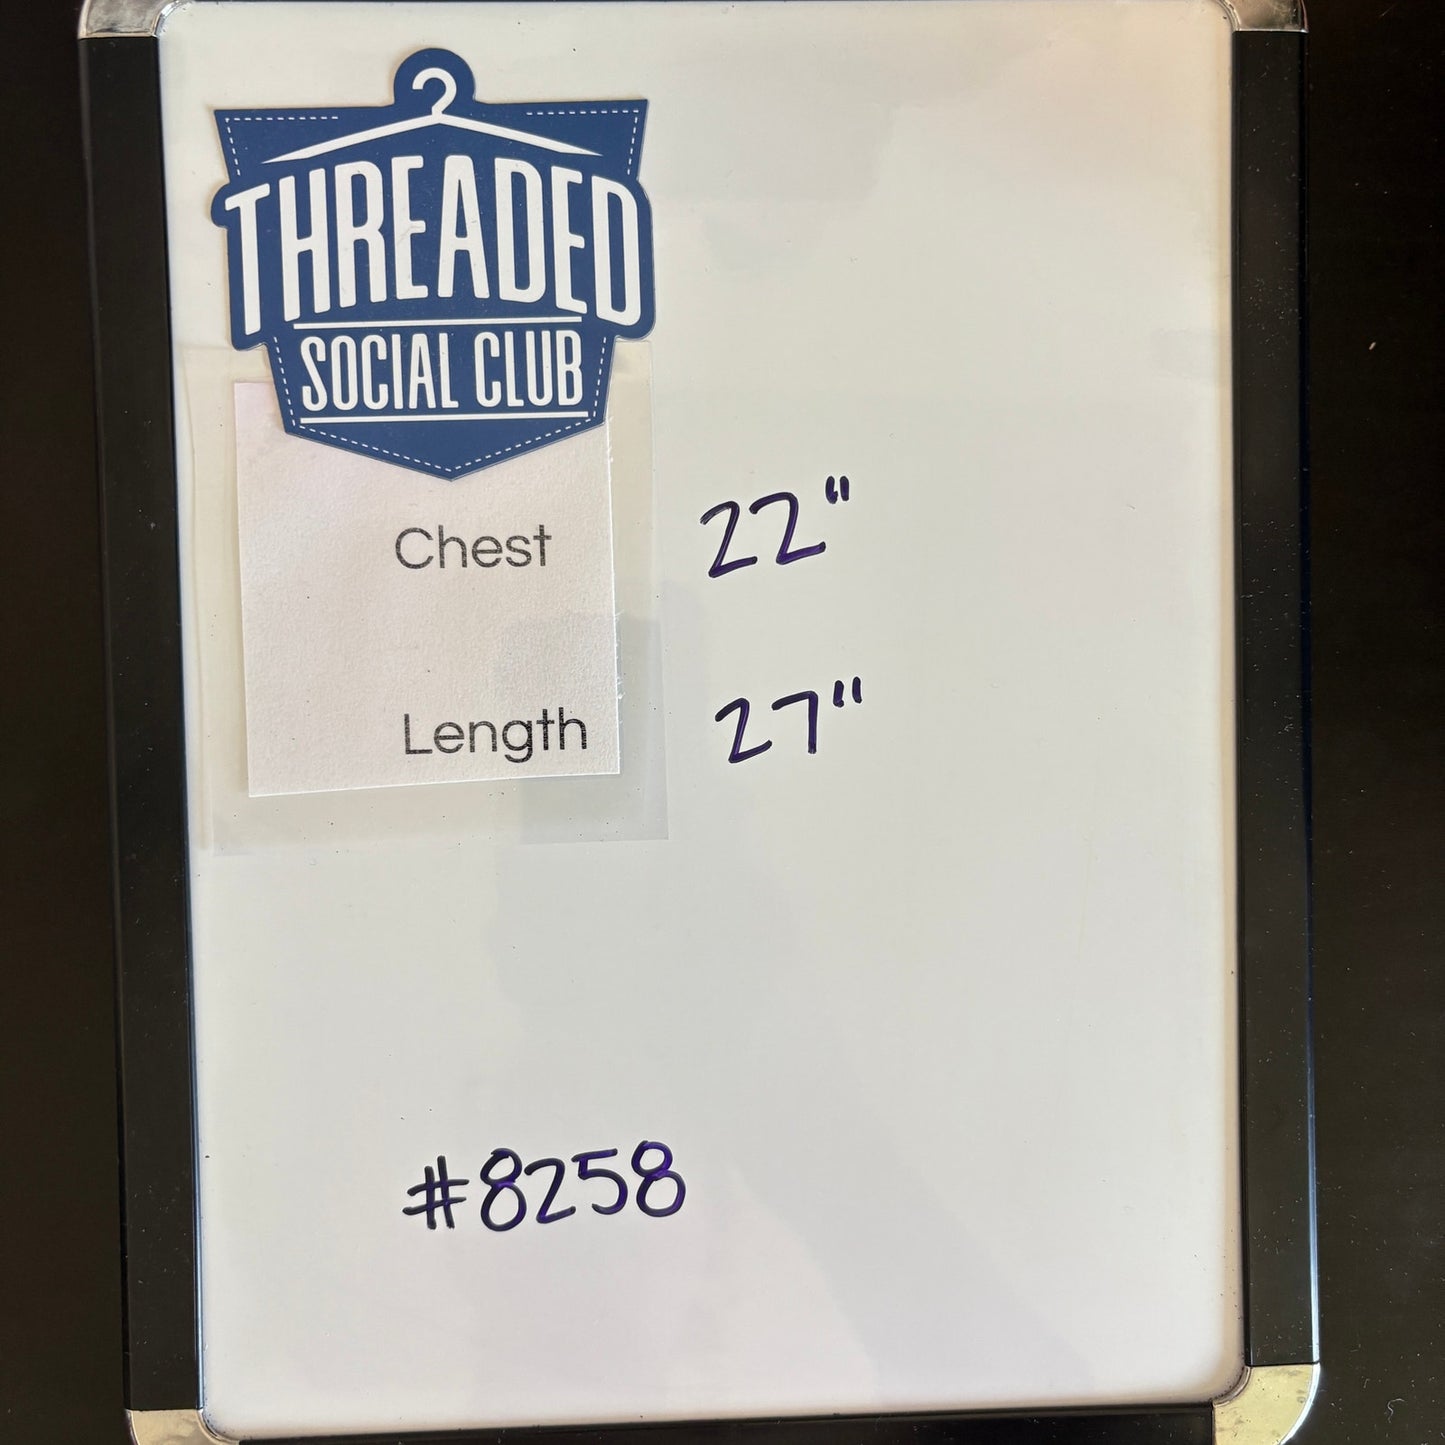 THREADED
SOCIAL CLUB
Chest 22"
Length 27"
#8258